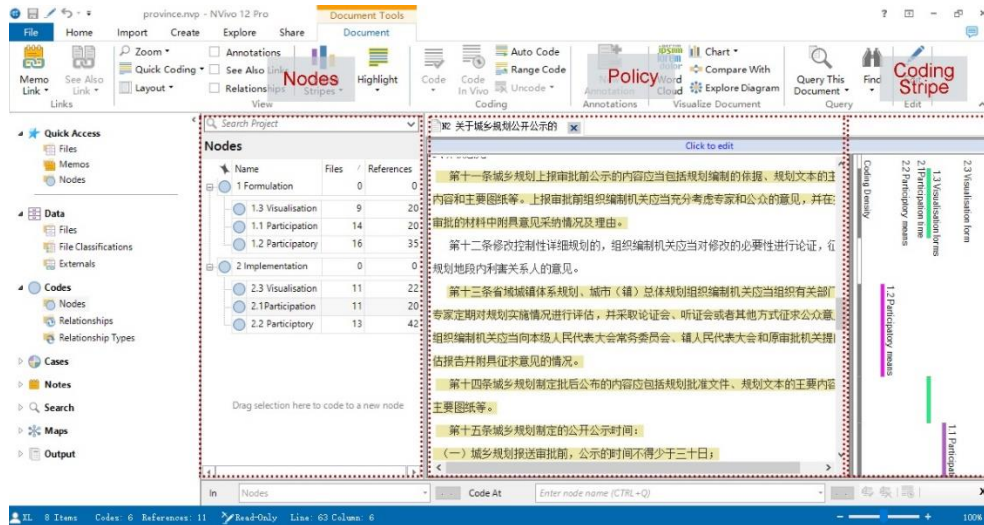 province.nvp - NVivo 12 Pro
Document Tools
File Home Import Create Explore Share Document
Memo Link
See Also Link
Links
Zoom
Quick Coding
Layout
Annotations
See Also Links
Relationships
View
Nodes
Stripes
Highlight
Code
Code In Vivo
Auto Code
Range Code
Uncode
Coding
Policy
Annotation
Annotations
Word Cloud
Chart
Compare With
Explore Diagram
Visualize Document
Query This Document
Find
Query
Coding Stripe
Edit
Quick Access
Files
Memos
Nodes
Data
Files
File Classifications
Externals
Codes
Nodes
Relationships
Relationship Types
Cases
Notes
Search
Maps
Output
Search Project
Nodes
Name Files References
1 Formulation 0 0
1.3 Visualisation 9 20
1.1 Participation 14 20
1.2 Participatory 16 35
2 Implementation 0 0
2.3 Visualisation 11 22
2.1Participation 11 20
2.2 Participtory 13 42
Drag selection here to code to a new node
关于城乡规划公开公示的
Click to edit
第十一条城乡规划上报审批前公示的内容应当包括规划编制的依据、规划文本的主
内容和主要图纸等。上报审批前组织编制机关应当充分考虑专家和公众的意见，并在
审批的材料中附具意见采纳情况及理由。
第十二条修改控制性详细规划的，组织编制机关应当对修改的必要性进行论证，征
规划地段内利害关系人的意见。
第十三条省域城镇体系规划、城市（镇）总体规划组织编制机关应当组织有关部门
专家定期对规划实施情况进行评估，并采取论证会、听证会或者其他方式征求公众意
组织编制机关应当向本级人民代表大会常务委员会、镇人民代表大会和原审批机关提
估报告并附具征求意见的情况。
第十四条城乡规划制定批后公布的内容应包括规划批准文件、规划文本的主要内容
主要图纸等。
第十五条城乡规划制定的公开公示时间：
（一）城乡规划报送审批前，公示的时间不得少于三十日；
Coding Density
2.2 Participtory means
2.1Participation time
1.3 Visualisation forms
2.3 Visualisation form
1.2 Participatory means
1.1 Participat
In Nodes Code At Enter node name (CTRL+Q)
XL 8 Items Codes: 6 References: 11 Read-Only Line: 63 Column: 6 100%